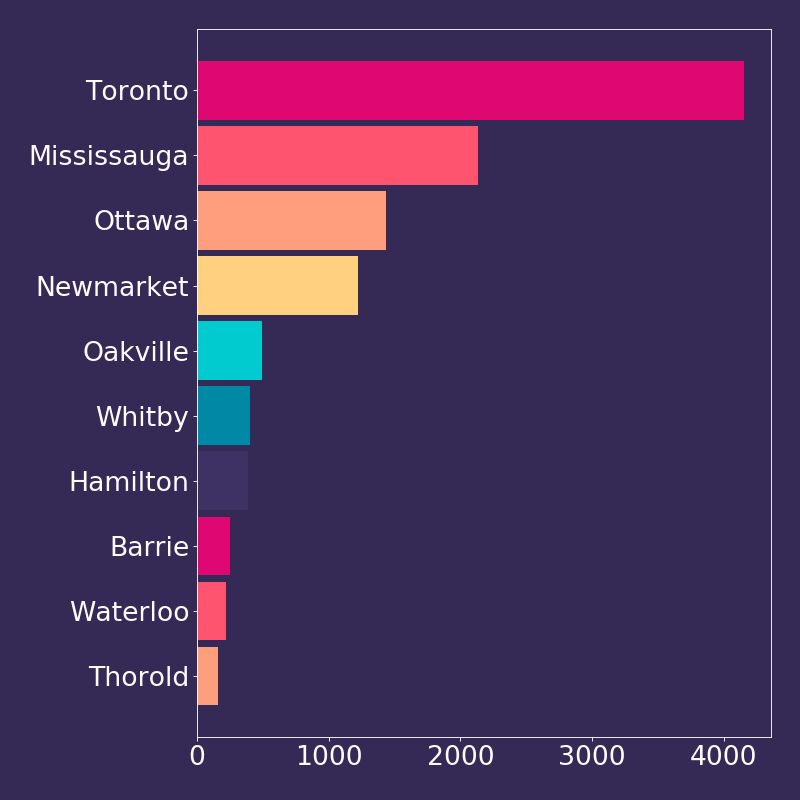 Toronto
Mississauga
Ottawa
Newmarket
Oakville
Whitby
Hamilton
Barrie
Waterloo
Thorold
0 1000 2000 3000 4000